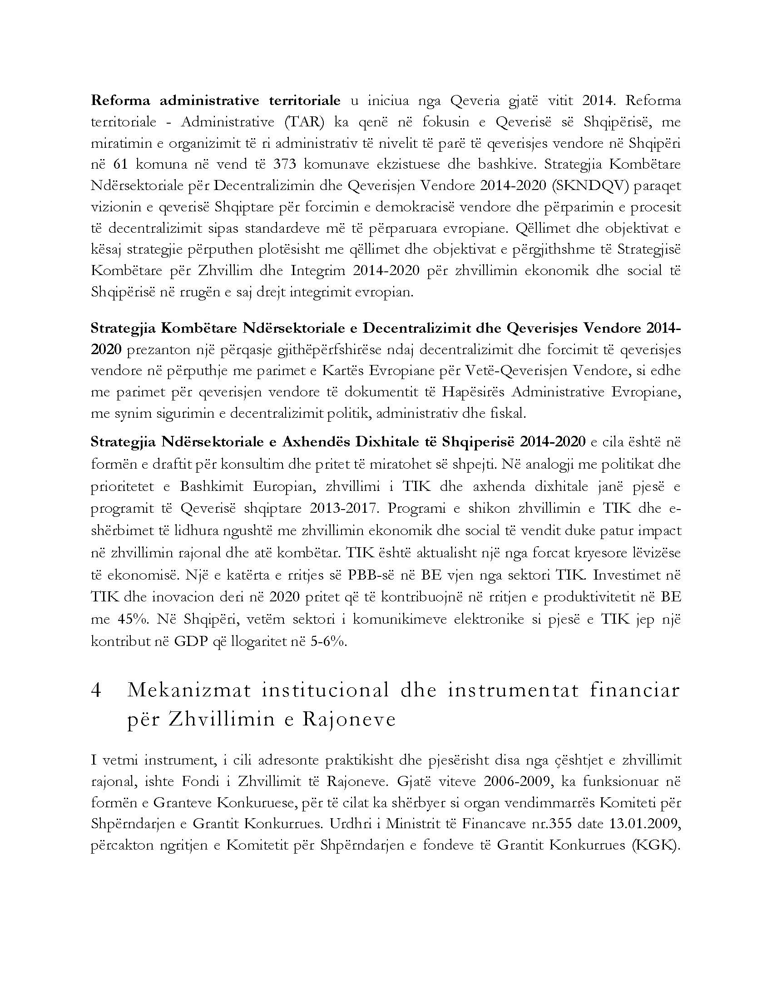 Reforma administrative territoriale u iniciua nga Qeveria gjatë vitit 2014. Reforma
territoriale - Administrative (TAR) ka qenë në fokusin e Qeverisë së Shqipërisë, me
miratimin e organizimit të ri administrativ të nivelit të parë të qeverisjes vendore në Shqipëri
në 61 komuna në vend të 373 komunave ekzistuese dhe bashkive. Strategjia Kombëtare
Ndërsektoriale për Decentralizimin dhe Qeverisjen Vendore 2014-2020 (SKNDQV) paraqet
vizionin e qeverisë Shqiptare për forcimin e demokracisë vendore dhe përparimin e procesit
të decentralizimit sipas standardeve më të përparuara evropiane. Qëllimet dhe objektivat e
kësaj strategjie përputhen plotësisht me qëllimet dhe objektivat e përgjithshme të Strategjisë
Kombëtare për Zhvillim dhe Integrim 2014-2020 për zhvillimin ekonomik dhe social të
Shqipërisë në rrugën e saj drejt integrimit evropian.
Strategjia Kombëtare Ndërsektoriale e Decentralizimit dhe Qeverisjes Vendore 2014-
2020 prezanton një përqasje gjithëpërfshirëse ndaj decentralizimit dhe forcimit të qeverisjes
vendore në përputhje me parimet e Kartës Evropiane për Vetë-Qeverisjen Vendore, si edhe
me parimet për qeverisjen vendore të dokumentit të Hapësirës Administrative Evropiane,
me synim sigurimin e decentralizimit politik, administrativ dhe fiskal.
Strategjia Ndërsektoriale e Axhendës Dixhitale të Shqiperisë 2014-2020 e cila është në
formën e draftit për konsultim dhe pritet të miratohet së shpejti. Në analogji me politikat dhe
prioritetet e Bashkimit Europian, zhvillimi i TIK dhe axhenda dixhitale janë pjesë e
programit të Qeverisë shqiptare 2013-2017. Programi e shikon zhvillimin e TIK dhe e-
shërbimet të lidhura ngushtë me zhvillimin ekonomik dhe social të vendit duke patur impact
në zhvillimin rajonal dhe atë kombëtar. TIK është aktualisht një nga forcat kryesore lëvizëse
të ekonomisë. Një e katërta e rritjes së PBB-së në BE vjen nga sektori TIK. Investimet në
TIK dhe inovacion deri në 2020 pritet që të kontribuojnë në rritjen e produktivitetit në BE
me 45%. Në Shqipëri, vetëm sektori i komunikimeve elektronike si pjesë e TIK jep një
kontribut në GDP që llogaritet në 5-6%.
4 Mekanizmat institucional dhe instrumentat financiar
për Zhvillimin e Rajoneve
I vetmi instrument, i cili adresonte praktikisht dhe pjesërisht disa nga çështjet e zhvillimit
rajonal, ishte Fondi i Zhvillimit të Rajoneve. Gjatë viteve 2006-2009, ka funksionuar në
formën e Granteve Konkuruese, për të cilat ka shërbyer si organ vendimmarrës Komiteti për
Shpërndarjen e Grantit Konkurrues. Urdhri i Ministrit të Financave nr.355 date 13.01.2009,
përcakton ngritjen e Komitetit për Shpërndarjen e fondeve të Grantit Konkurrues (KGK).